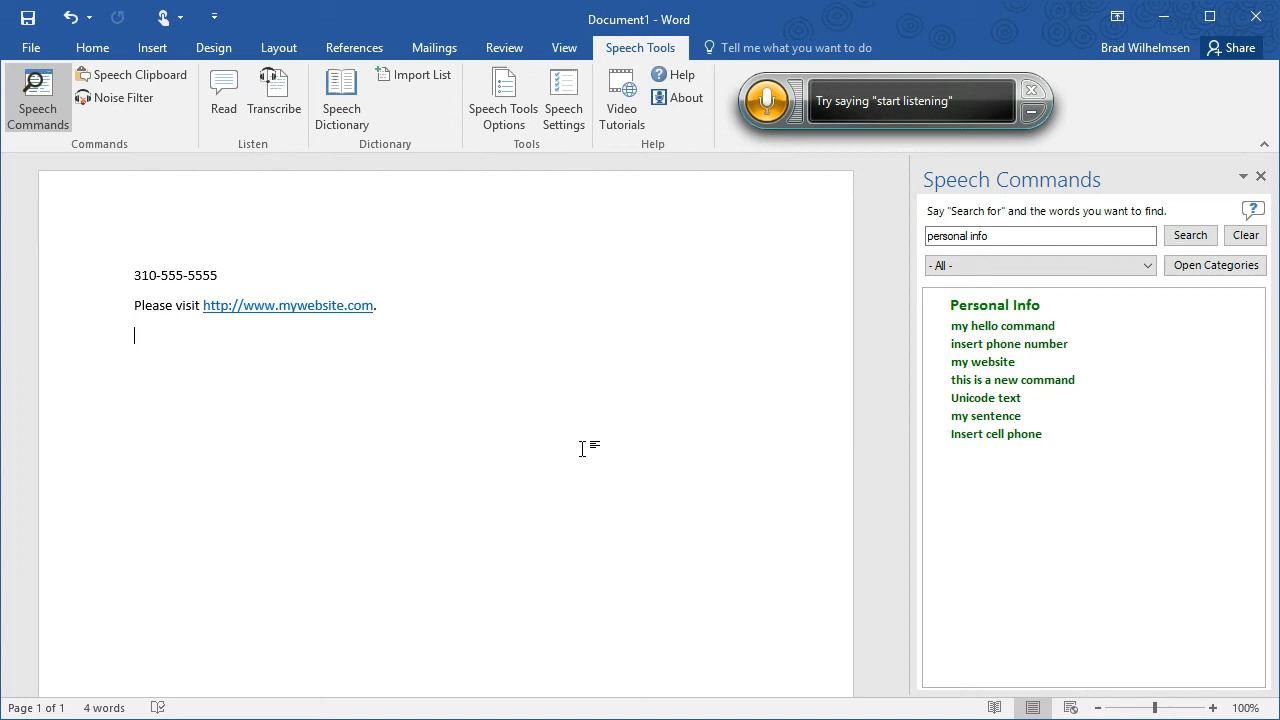 Document1 - Word
File Home Insert Design Layout References Mailings Review View Speech Tools Tell me what you want to do Brad Wilhelmsen Share
Speech Commands
Speech Clipboard
Noise Filter
Commands
Read
Transcribe
Listen
Speech Dictionary
Import List
Dictionary
Speech Tools Options
Speech Settings
Tools
Video Tutorials
Help
About
Help
Try saying "start listening"
310-555-5555
Please visit http://www.mywebsite.com.
Speech Commands
Say "Search for" and the words you want to find.
personal info Search Clear
- All - Open Categories
Personal Info
my hello command
insert phone number
my website
this is a new command
Unicode text
my sentence
Insert cell phone
Page 1 of 1 4 words 100%